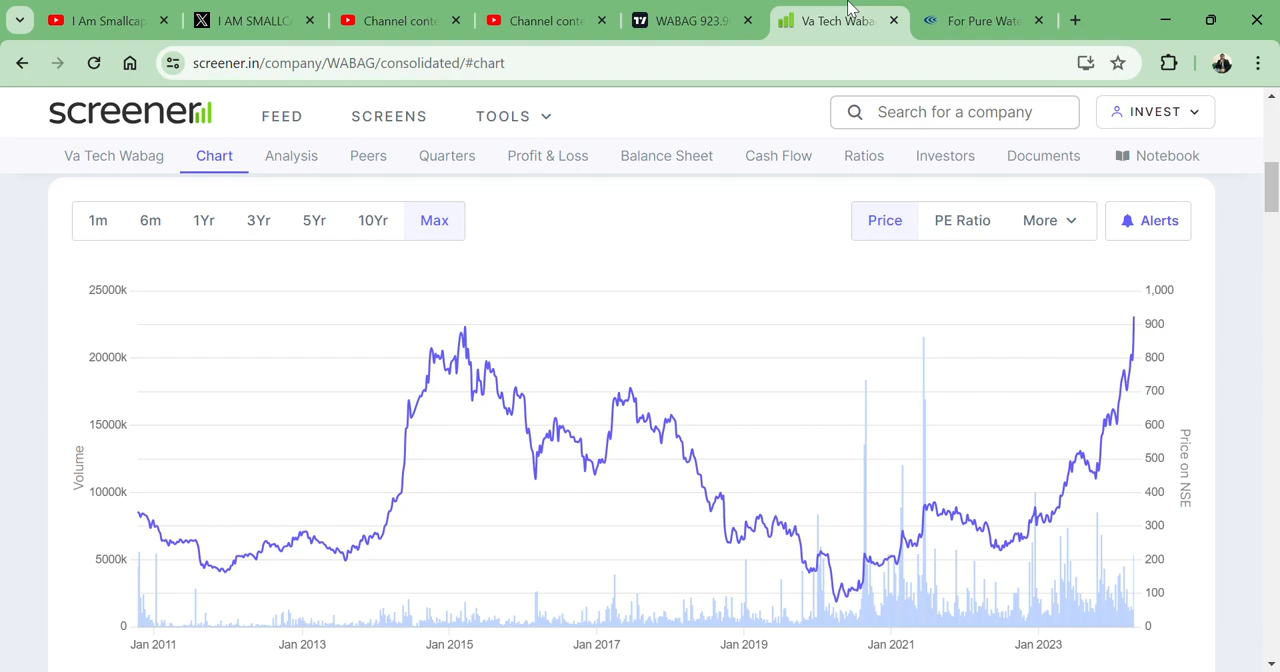 I Am Smallcap
I AM SMALLCA
Channel conte
Channel conte
WABAG 923.9
Va Tech Waba
For Pure Wate
screener.in/company/WABAG/consolidated/#chart
screener
FEED
SCREENS
TOOLS
Search for a company
INVEST
Va Tech Wabag
Chart
Analysis
Peers
Quarters
Profit & Loss
Balance Sheet
Cash Flow
Ratios
Investors
Documents
Notebook
1m
6m
1Yr
3Yr
5Yr
10Yr
Max
Price
PE Ratio
More
Alerts
25000k
20000k
15000k
10000k
5000k
0
Volume
1,000
900
800
700
600
500
400
300
200
100
0
Price on NSE
Jan 2011
Jan 2013
Jan 2015
Jan 2017
Jan 2019
Jan 2021
Jan 2023